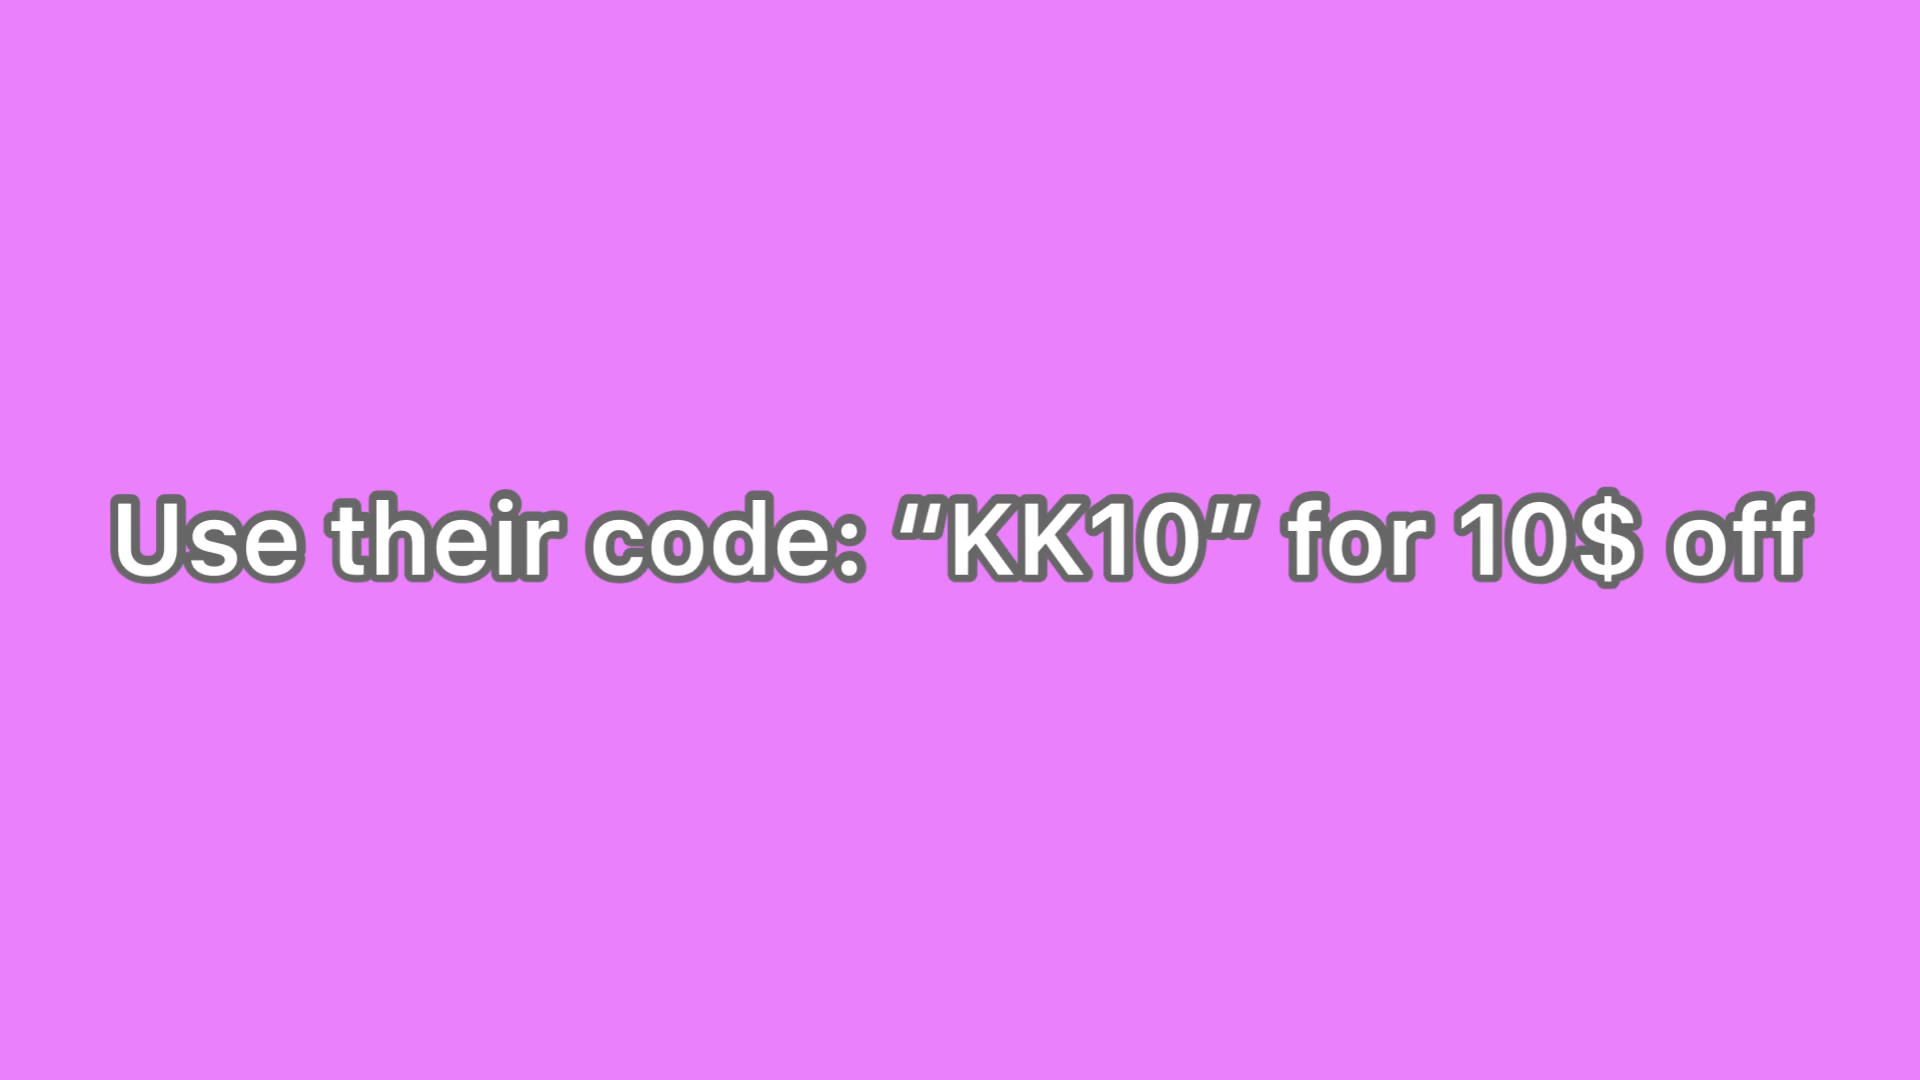 Use their code: “KK10” for 10$ off